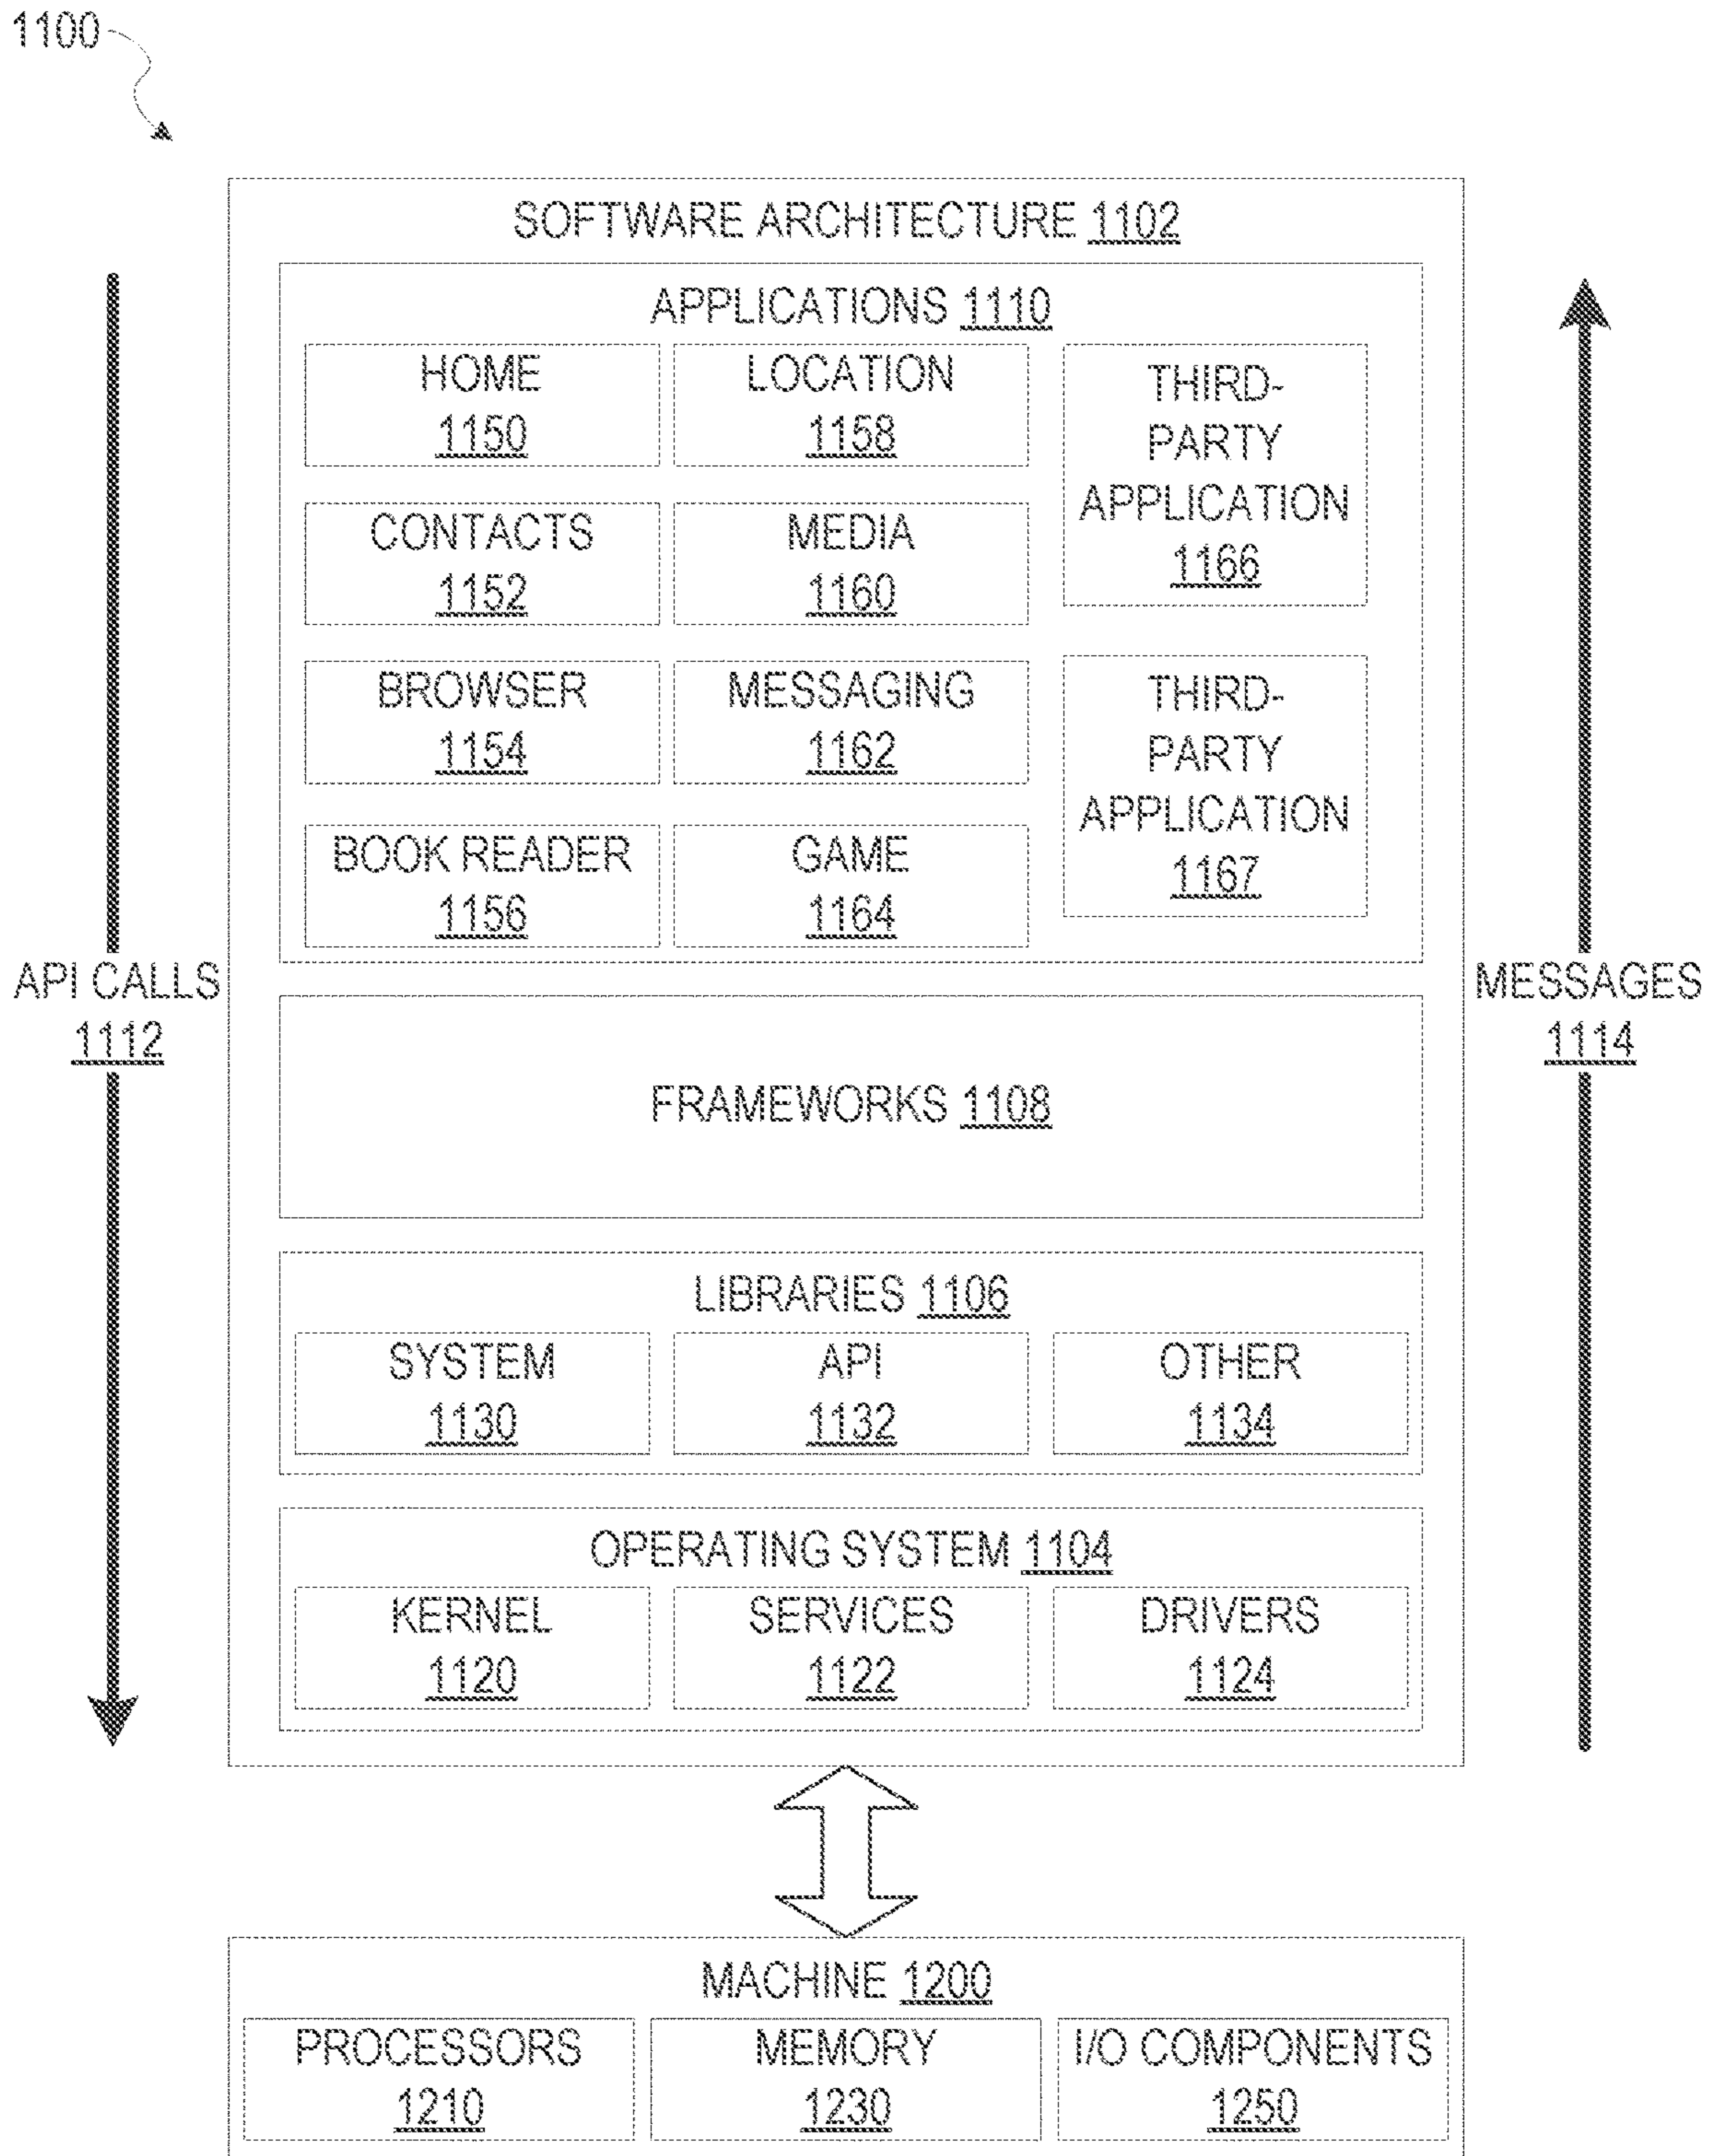 1100
SOFTWARE ARCHITECTURE 1102
APPLICATIONS 1110
HOME
1150
LOCATION
1158
THIRD-
PARTY
APPLICATION
1166
CONTACTS
1152
MEDIA
1160
BROWSER
1154
MESSAGING
1162
THIRD-
PARTY
APPLICATION
1167
BOOK READER
1156
GAME
1164
API CALLS
1112
MESSAGES
1114
FRAMEWORKS 1108
LIBRARIES 1106
SYSTEM
1130
API
1132
OTHER
1134
OPERATING SYSTEM 1104
KERNEL
1120
SERVICES
1122
DRIVERS
1124
MACHINE 1200
PROCESSORS
1210
MEMORY
1230
I/O COMPONENTS
1250